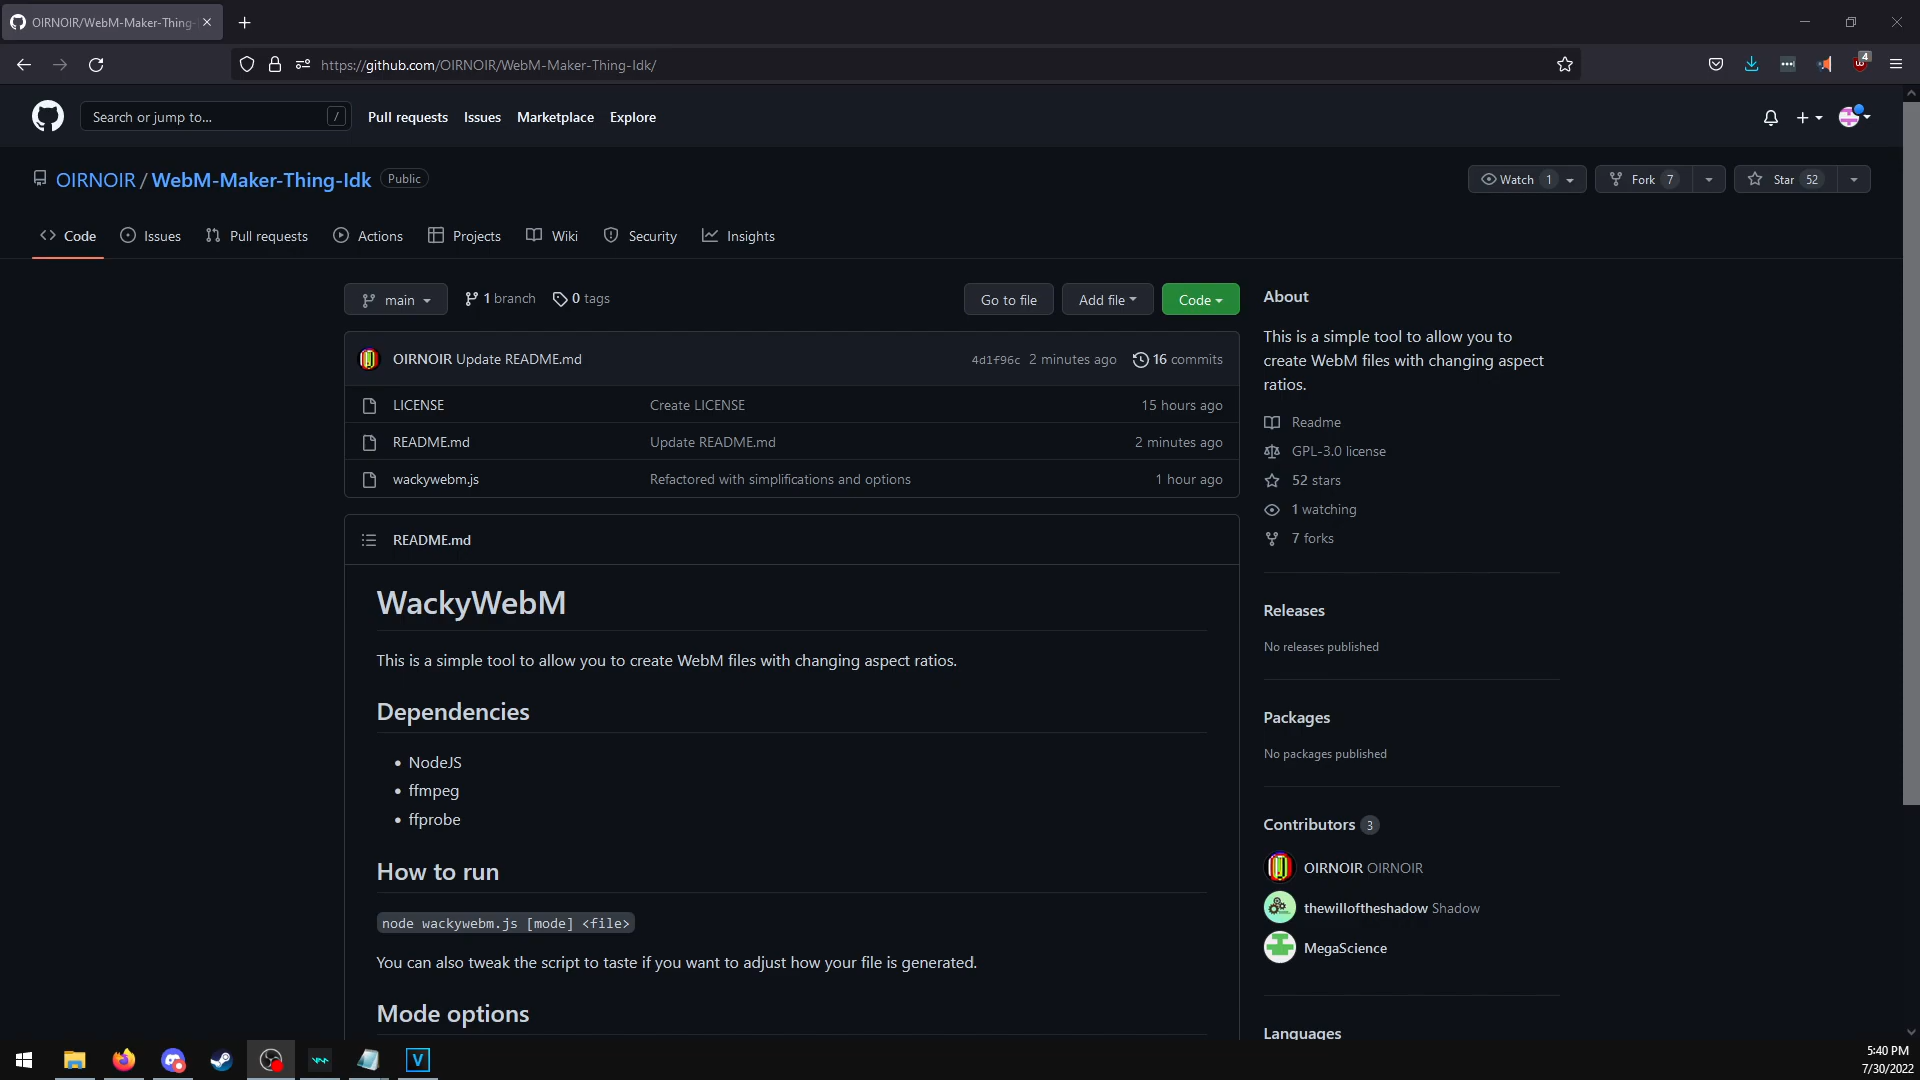 OIRNOIR/WebM-Maker-Thing-
https://github.com/OIRNOIR/WebM-Maker-Thing-Idk/
4
Search or jump to... /
Pull requests Issues Marketplace Explore
OIRNOIR / WebM-Maker-Thing-Idk Public
Watch 1 Fork 7 Star 52
Code Issues Pull requests Actions Projects Wiki Security Insights
main 1 branch 0 tags Go to file Add file Code
OIRNOIR Update README.md 4d1f96c 2 minutes ago 16 commits
LICENSE Create LICENSE 15 hours ago
README.md Update README.md 2 minutes ago
wackywebm.js Refactored with simplifications and options 1 hour ago
README.md
WackyWebM
This is a simple tool to allow you to create WebM files with changing aspect ratios.
Dependencies
• NodeJS
• ffmpeg
• ffprobe
How to run
node wackywebm.js [mode] <file>
You can also tweak the script to taste if you want to adjust how your file is generated.
Mode options
About
This is a simple tool to allow you to
create WebM files with changing aspect
ratios.
Readme
GPL-3.0 license
52 stars
1 watching
7 forks
Releases
No releases published
Packages
No packages published
Contributors 3
OIRNOIR OIRNOIR
thewilloftheshadow Shadow
MegaScience
Languages
V
5:40 PM
7/30/2022